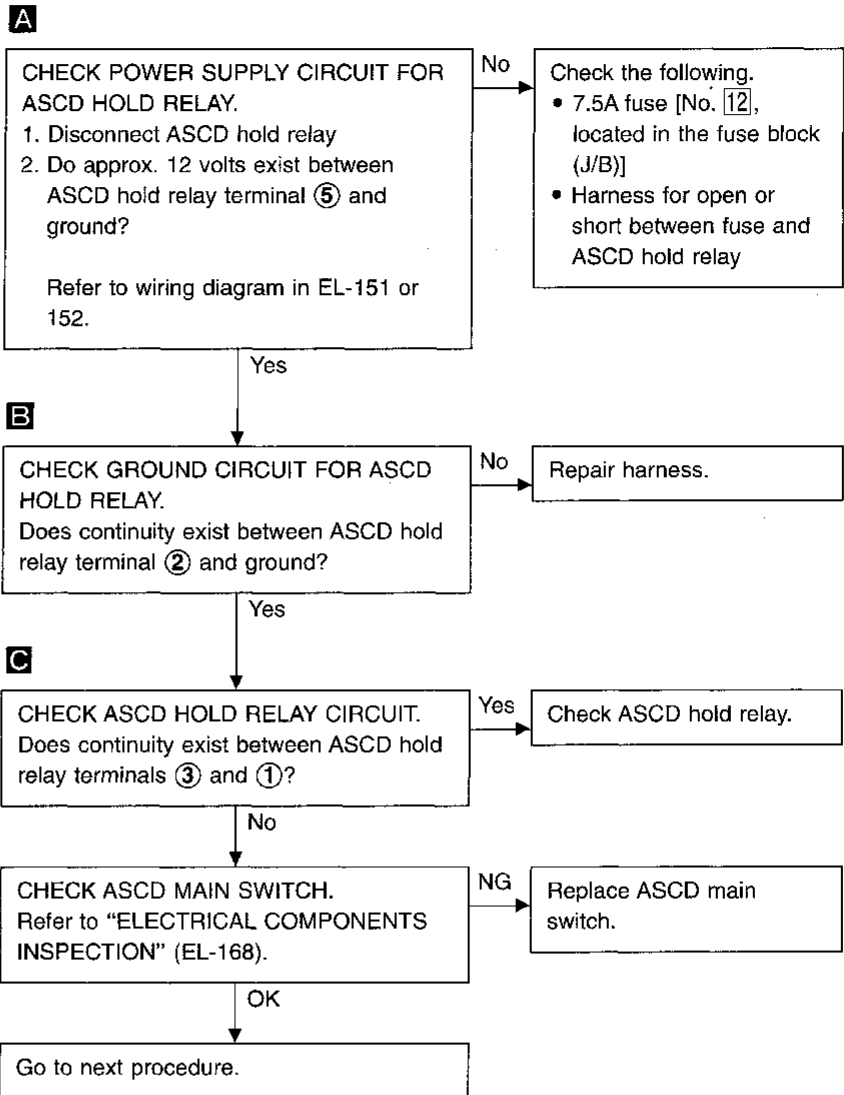 A
CHECK POWER SUPPLY CIRCUIT FOR
ASCD HOLD RELAY.
1. Disconnect ASCD hold relay
2. Do approx. 12 volts exist between
ASCD hold relay terminal ⑤ and
ground?
Refer to wiring diagram in EL-151 or
152.
No
Check the following.
• 7.5A fuse [No. 12,
located in the fuse block
(J/B)]
• Harness for open or
short between fuse and
ASCD hold relay
Yes
B
CHECK GROUND CIRCUIT FOR ASCD
HOLD RELAY.
Does continuity exist between ASCD hold
relay terminal ② and ground?
No
Repair harness.
Yes
C
CHECK ASCD HOLD RELAY CIRCUIT.
Does continuity exist between ASCD hold
relay terminals ③ and ①?
Yes
Check ASCD hold relay.
No
CHECK ASCD MAIN SWITCH.
Refer to “ELECTRICAL COMPONENTS
INSPECTION” (EL-168).
NG
Replace ASCD main
switch.
OK
Go to next procedure.